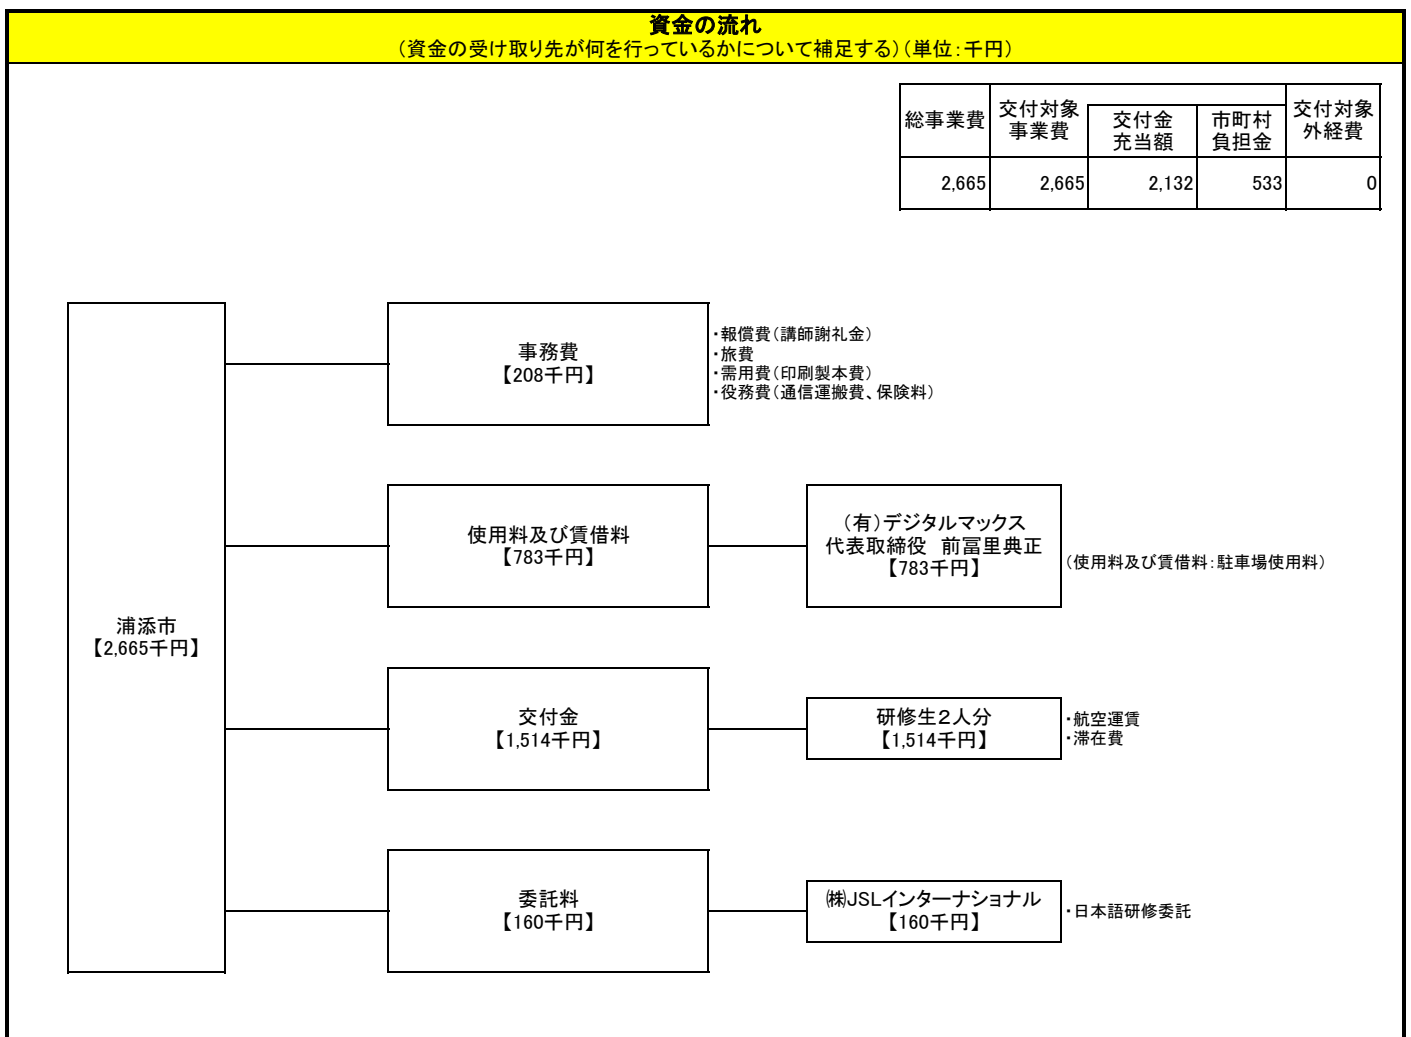 資金の流れ
（資金の受け取り先が何を行っているかについて補足する）（単位：千円）
総事業費
交付対象
事業費
交付金
充当額
市町村
負担金
交付対象
外経費
2,665
2,665
2,132
533
0
浦添市
【2,665千円】
事務費
【208千円】
・報償費（講師謝礼金）
・旅費
・需用費（印刷製本費）
・役務費（通信運搬費、保険料）
使用料及び賃借料
【783千円】
（有）デジタルマックス
代表取締役　前冨里典正
【783千円】
（使用料及び賃借料：駐車場使用料）
交付金
【1,514千円】
研修生２人分
【1,514千円】
・航空運賃
・滞在費
委託料
【160千円】
㈱JSLインターナショナル
【160千円】
・日本語研修委託